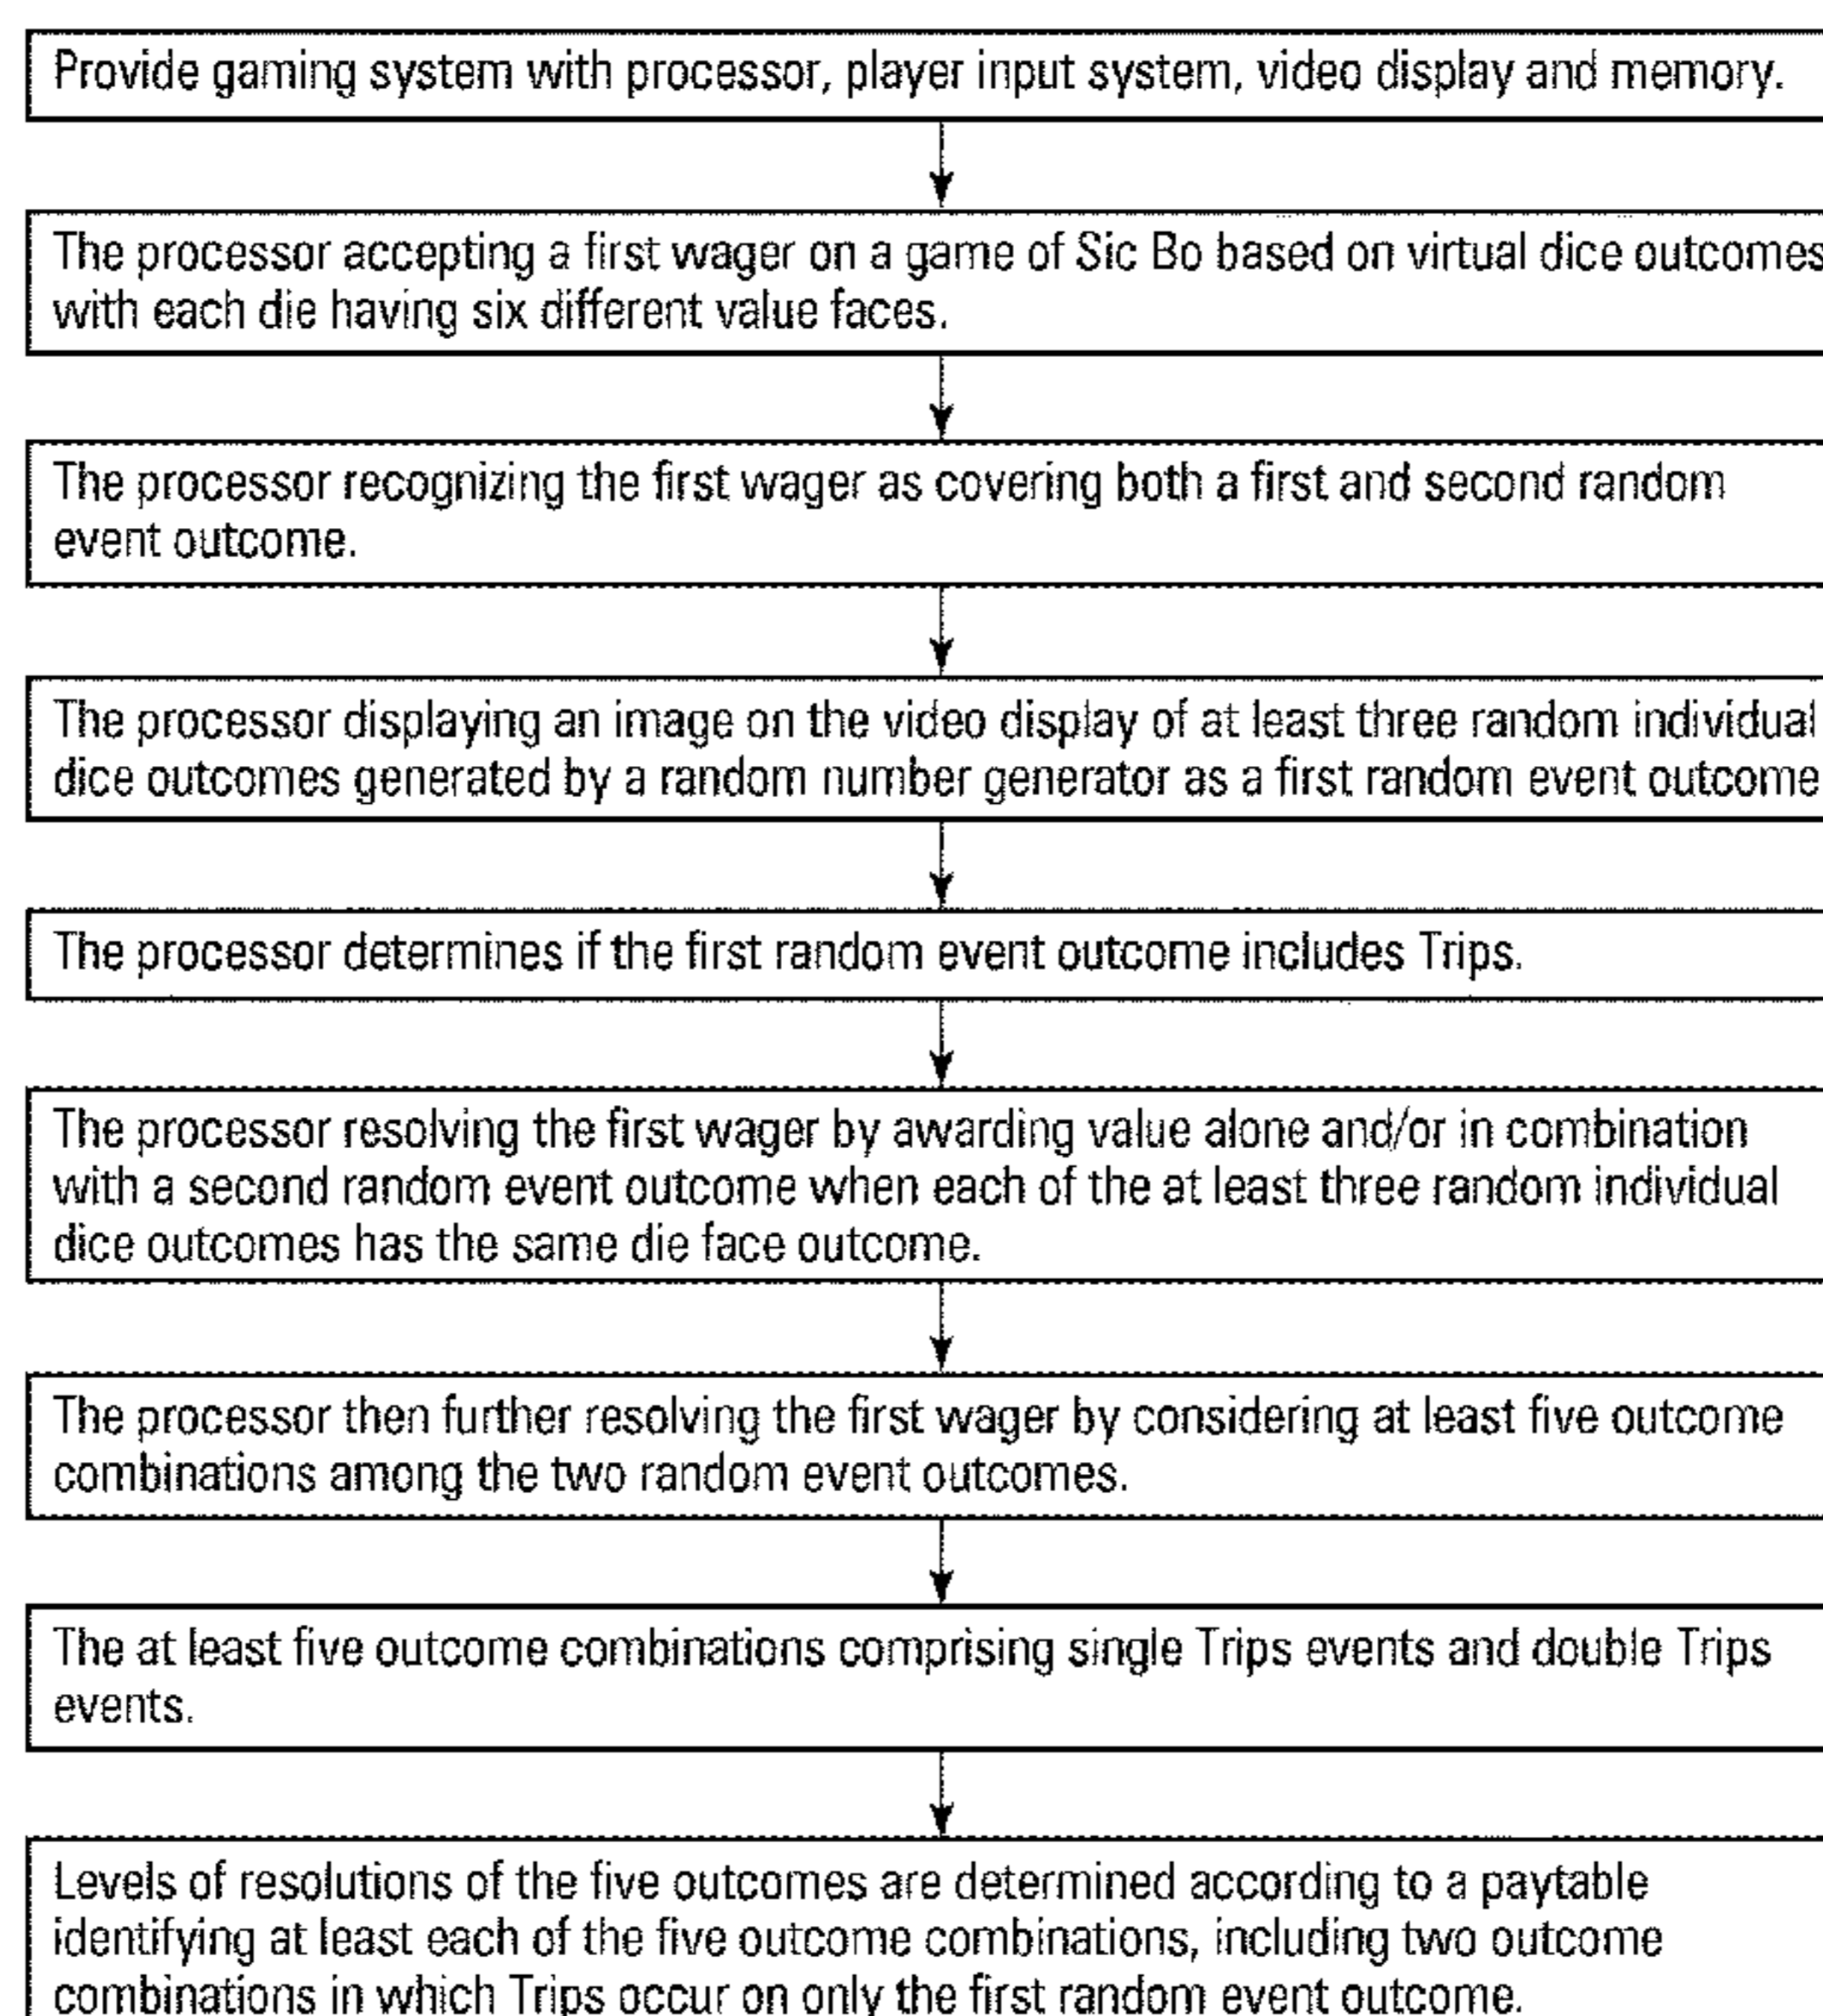 Provide gaming system with processor, player input system, video display and memory.
The processor accepting a first wager on a game of Sic Bo based on virtual dice outcomes
with each die having six different value faces.
The processor recognizing the first wager as covering both a first and second random
event outcome.
The processor displaying an image on the video display of at least three random individual
dice outcomes generated by a random number generator as a first random event outcome
The processor determines if the first random event outcome includes Trips.
The processor resolving the first wager by awarding value alone and/or in combination
with a second random event outcome when each of the at least three random individual
dice outcomes has the same die face outcome.
The processor then further resolving the first wager by considering at least five outcome
combinations among the two random event outcomes.
The at least five outcome combinations comprising single Trips events and double Trips
events.
Levels of resolutions of the five outcomes are determined according to a paytable
identifying at least each of the five outcome combinations, including two outcome
combinations in which Trips occur on only the first random event outcome.